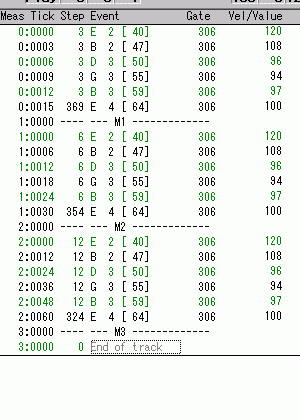 Meas Tick Step Event Gate Vel/Value
0:0000 3 E 2 [ 40] 306 120
0:0003 3 B 2 [ 47] 306 108
0:0006 3 D 3 [ 50] 306 96
0:0009 3 G 3 [ 55] 306 94
0:0012 3 B 3 [ 59] 306 97
0:0015 369 E 4 [ 64] 306 100
1:0000 ---- --- M1 -------------
1:0000 6 E 2 [ 40] 306 120
1:0006 6 B 2 [ 47] 306 108
1:0012 6 D 3 [ 50] 306 96
1:0018 6 G 3 [ 55] 306 94
1:0024 6 B 3 [ 59] 306 97
1:0030 354 E 4 [ 64] 306 100
2:0000 ---- --- M2 -------------
2:0000 12 E 2 [ 40] 306 120
2:0012 12 B 2 [ 47] 306 108
2:0024 12 D 3 [ 50] 306 96
2:0036 12 G 3 [ 55] 306 94
2:0048 12 B 3 [ 59] 306 97
2:0060 324 E 4 [ 64] 306 100
3:0000 ---- --- M3 -------------
3:0000 0 End of track